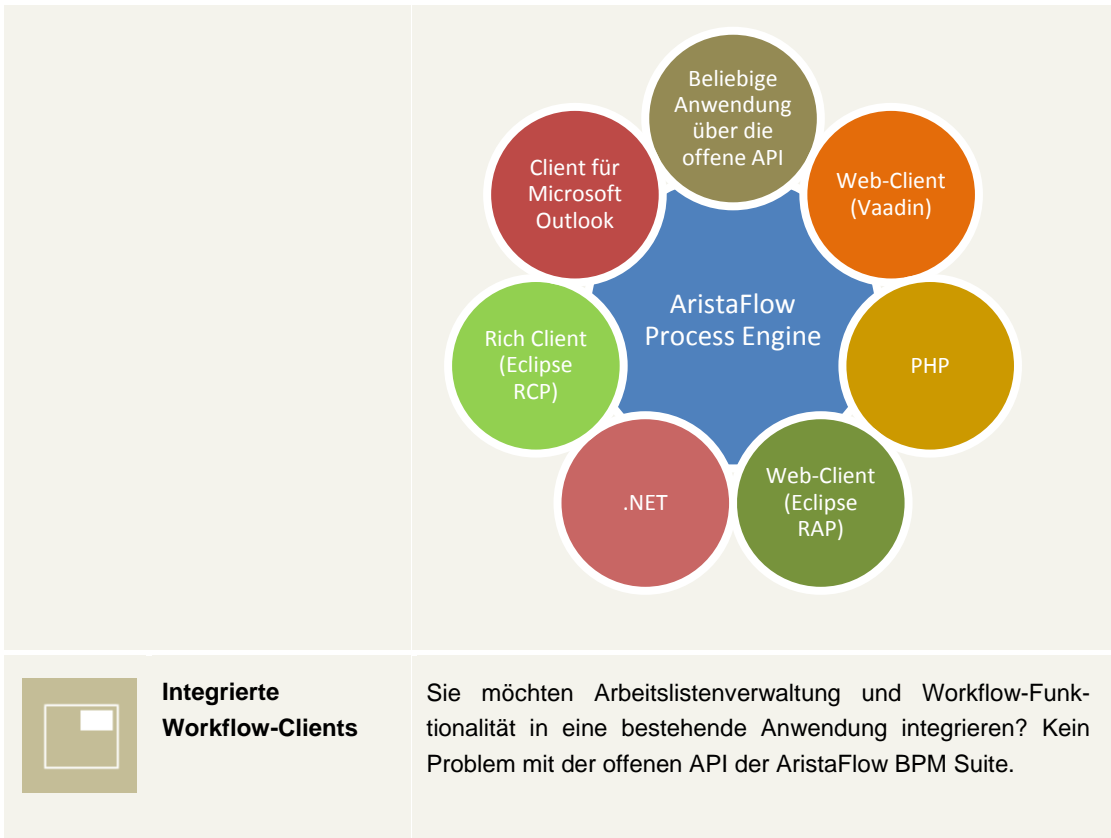 Beliebige
Anwendung
über die
offene API
Client für
Microsoft
Outlook
Web-Client
(Vaadin)
AristaFlow
Process Engine
Rich Client
(Eclipse
RCP)
PHP
.NET
Web-Client
(Eclipse
RAP)
Integrierte
Workflow-Clients
Sie möchten Arbeitslistenverwaltung und Workflow-Funk-
tionalität in eine bestehende Anwendung integrieren? Kein
Problem mit der offenen API der AristaFlow BPM Suite.